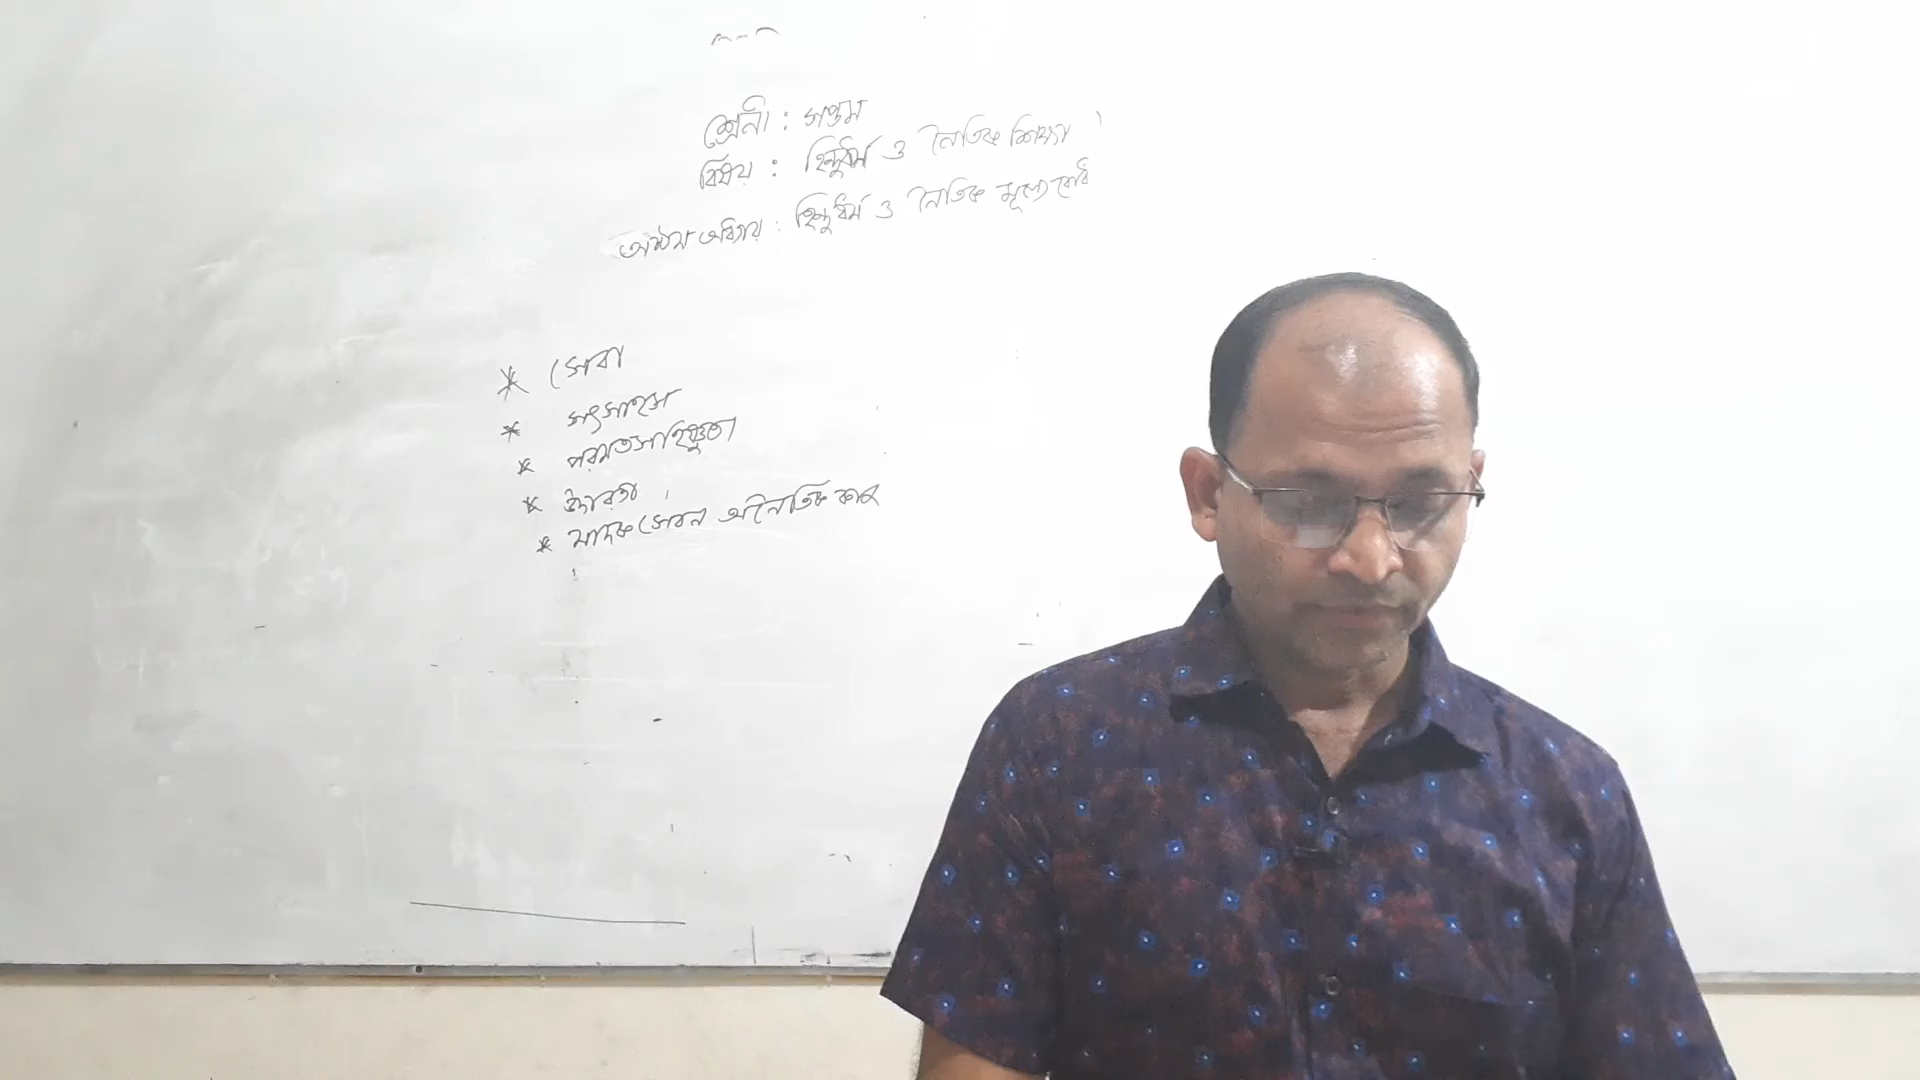 শ্রেনী : সপ্তম
বিষয় : হিন্দুধর্ম ও নৈতিক শিক্ষা
অষ্টম অধ্যায় : হিন্দুধর্ম ও নৈতিক মূল্যবোধ
* সেবা
* সৎসাহস
* পরমতসহিষ্ণুতা
* উদারতা
* মাদকসেবন অনৈতিক কাজ